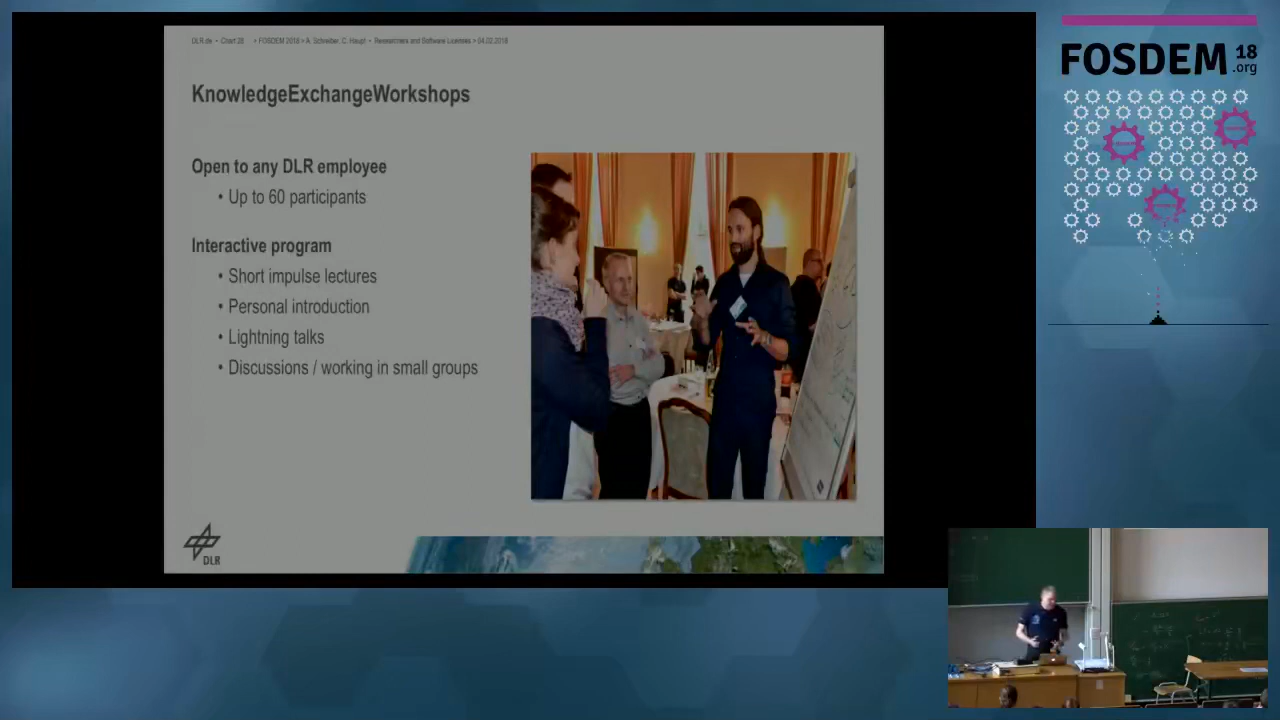 DLR.de • Chart 28 > FOSDEM 2018 > A. Schreiber, C. Haupt • Researchers and Software Licenses > 04.02.2018
KnowledgeExchangeWorkshops
Open to any DLR employee
• Up to 60 participants
Interactive program
• Short impulse lectures
• Personal introduction
• Lightning talks
• Discussions / working in small groups
DLR
FOSDEM 18
.org